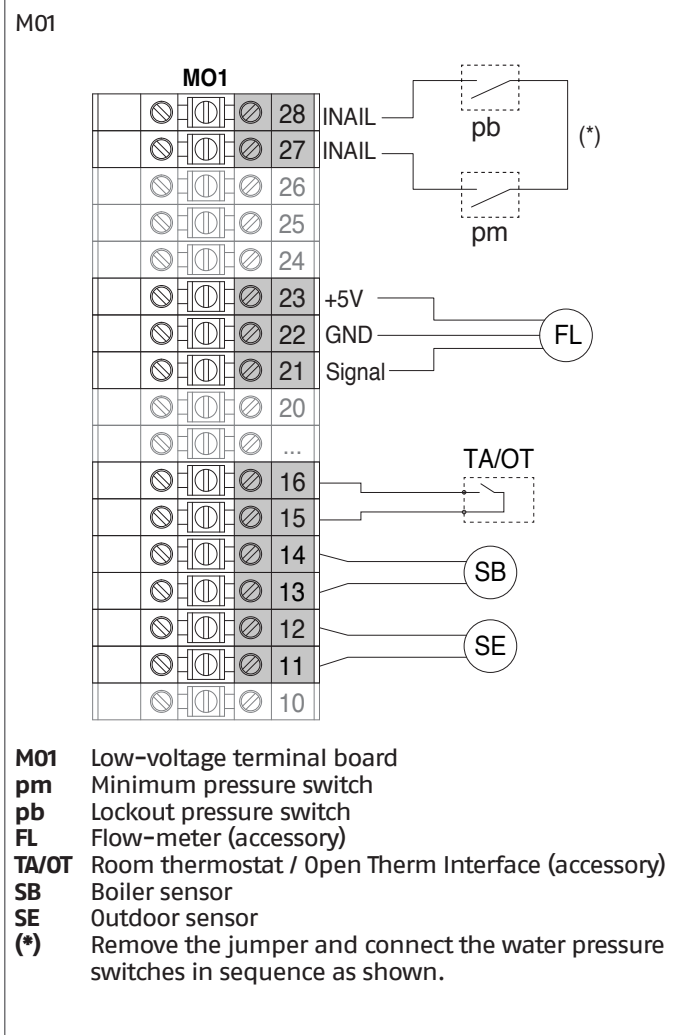 M01
MO1
28 INAIL
pb
(*)
27 INAIL
26
pm
25
24
23 +5V
22 GND
FL
21 Signal
20
...
TA/OT
16
15
14
SB
13
12
SE
11
10
M01 Low-voltage terminal board
pm Minimum pressure switch
pb Lockout pressure switch
FL Flow-meter (accessory)
TA/OT Room thermostat / Open Therm Interface (accessory)
SB Boiler sensor
SE Outdoor sensor
(*) Remove the jumper and connect the water pressure
switches in sequence as shown.